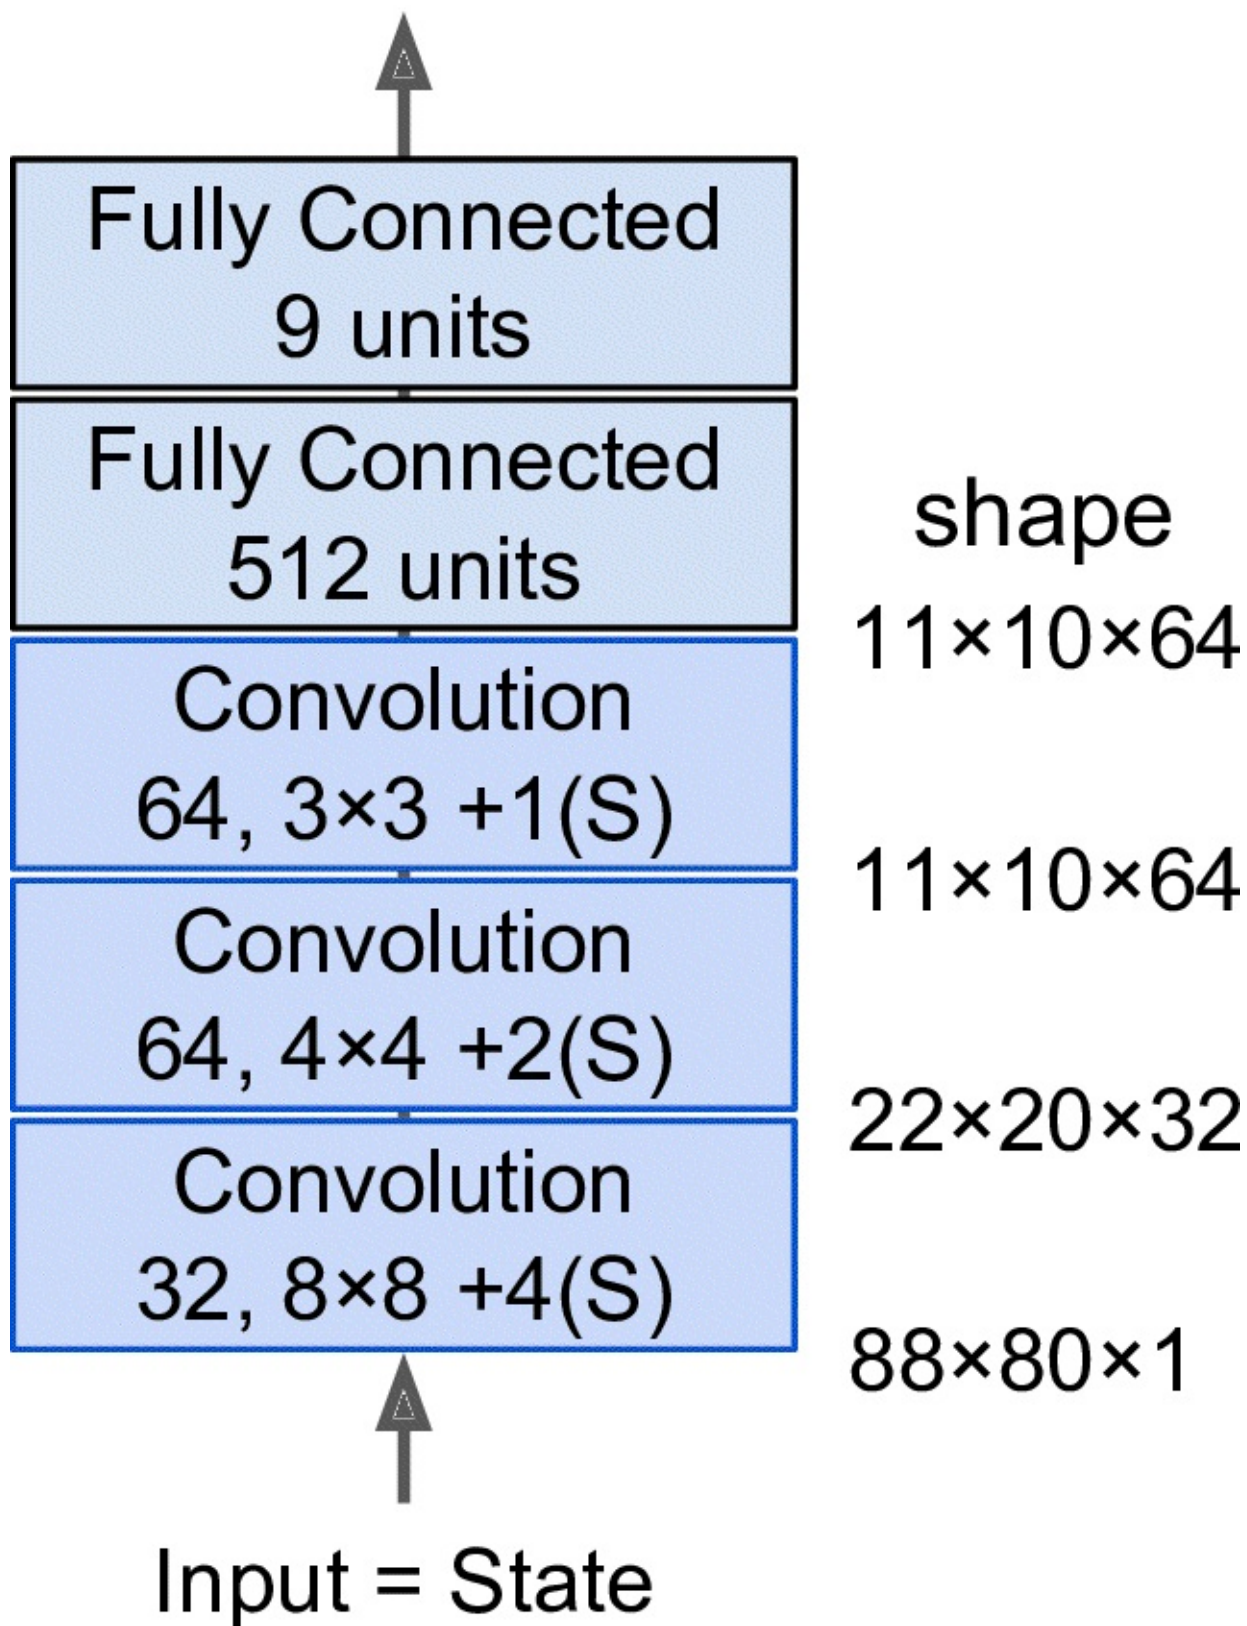 Fully Connected
9 units
Fully Connected
512 units
shape
11×10×64
Convolution
64, 3×3 +1(S)
11×10×64
Convolution
64, 4×4 +2(S)
22×20×32
Convolution
32, 8×8 +4(S)
88×80×1
Input = State